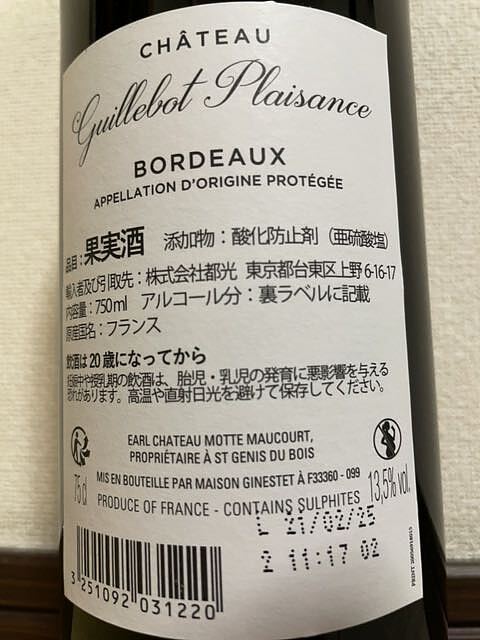 CHÂTEAU
Guillebot Plaisance
BORDEAUX
APPELLATION D'ORIGINE PROTÉGÉE
品目：果実酒 添加物：酸化防止剤（亜硫酸塩）
輸入者及び引取先：株式会社都光 東京都台東区上野6-16-17
内容量：750ml アルコール分：裏ラベルに記載
原産国名：フランス
飲酒は20歳になってから
妊娠中や授乳期の飲酒は、胎児・乳児の発育に悪影響を与える
恐れがあります。高温や直射日光を避けて保存してください。
EARL CHATEAU MOTTE MAUCOURT,
PROPRIÉTAIRE À ST GENIS DU BOIS
MIS EN BOUTEILLE PAR MAISON GINESTET À F33360 - 099
75 cl
PRODUCE OF FRANCE - CONTAINS SULPHITES
13,5% vol.
L 21/02/25
2 11:17 02
3 251092 031220